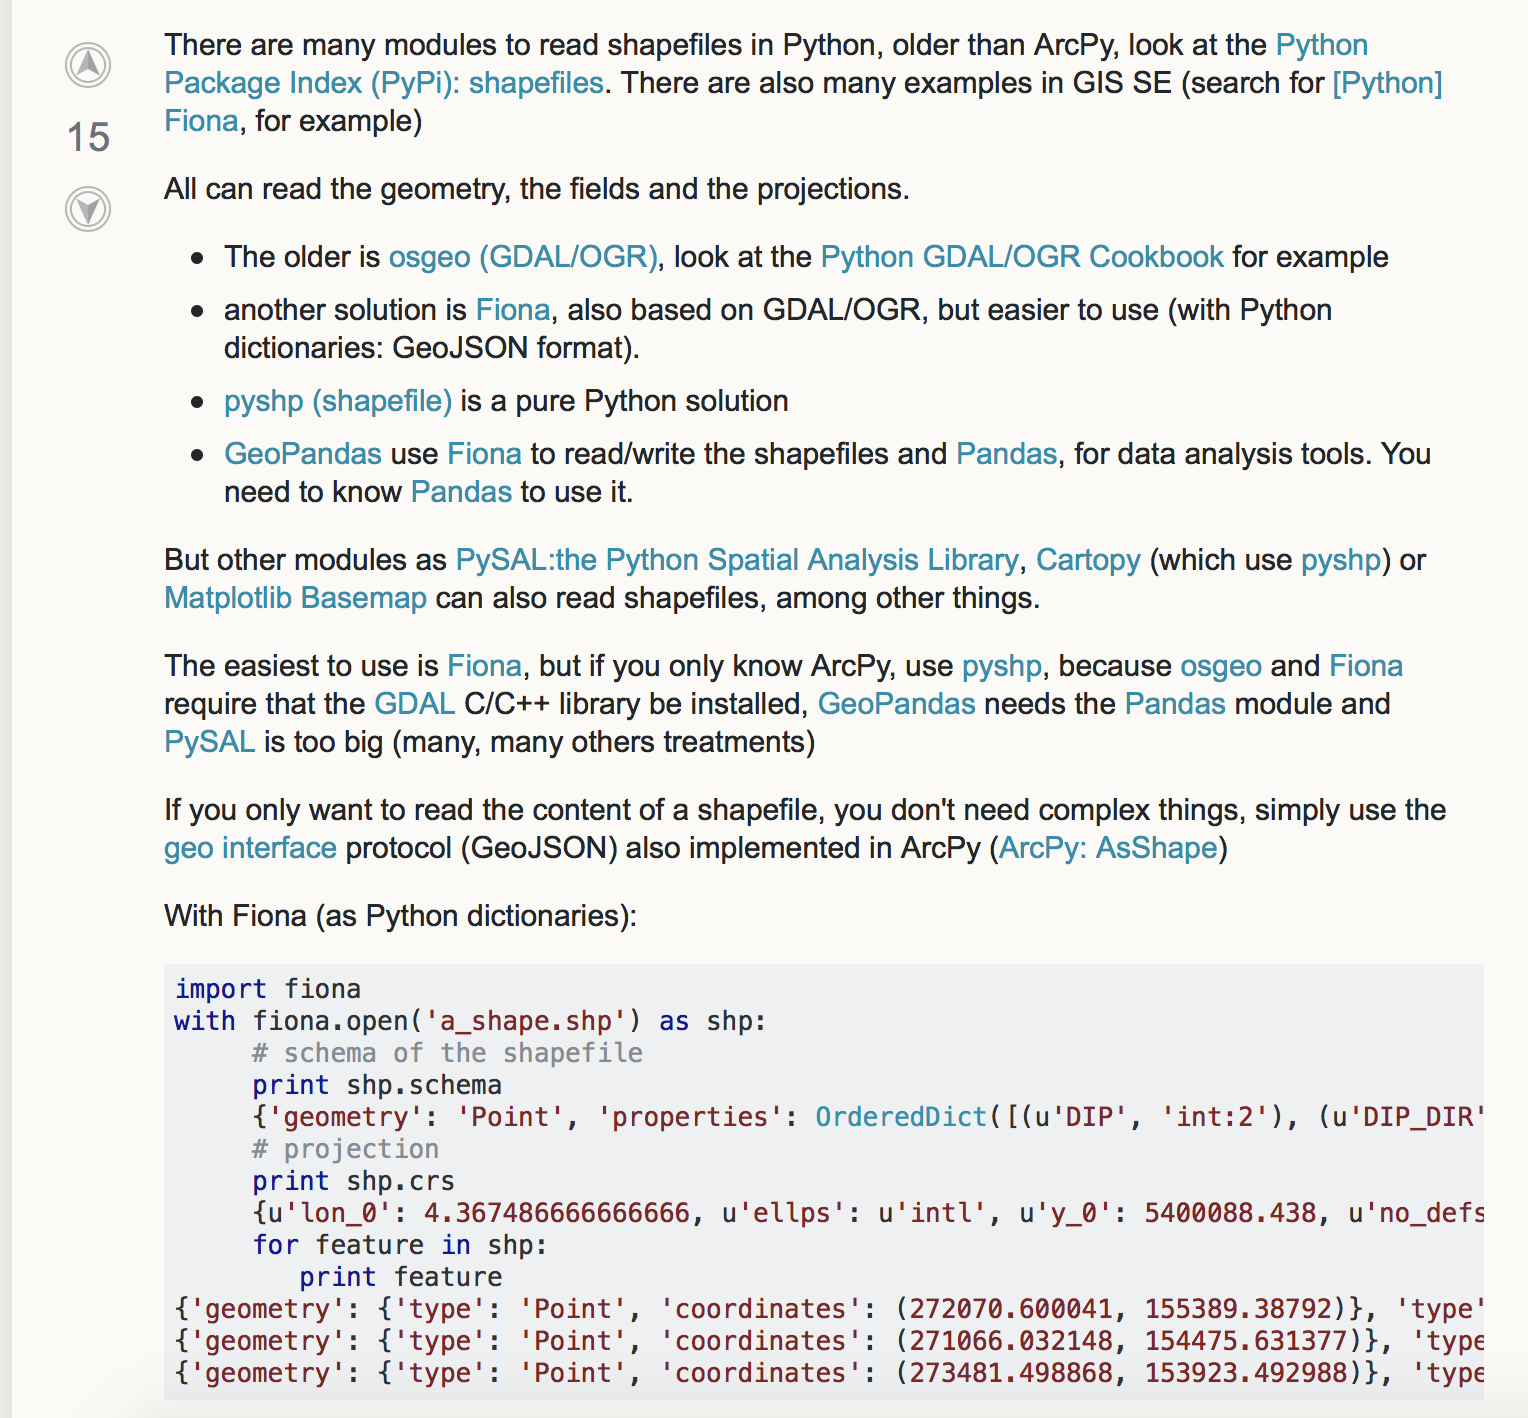 There are many modules to read shapefiles in Python, older than ArcPy, look at the Python
Package Index (PyPi): shapefiles. There are also many examples in GIS SE (search for [Python]
Fiona, for example)
15
All can read the geometry, the fields and the projections.
• The older is osgeo (GDAL/OGR), look at the Python GDAL/OGR Cookbook for example
• another solution is Fiona, also based on GDAL/OGR, but easier to use (with Python
dictionaries: GeoJSON format).
• pyshp (shapefile) is a pure Python solution
• GeoPandas use Fiona to read/write the shapefiles and Pandas, for data analysis tools. You
need to know Pandas to use it.
But other modules as PySAL:the Python Spatial Analysis Library, Cartopy (which use pyshp) or
Matplotlib Basemap can also read shapefiles, among other things.
The easiest to use is Fiona, but if you only know ArcPy, use pyshp, because osgeo and Fiona
require that the GDAL C/C++ library be installed, GeoPandas needs the Pandas module and
PySAL is too big (many, many others treatments)
If you only want to read the content of a shapefile, you don't need complex things, simply use the
geo interface protocol (GeoJSON) also implemented in ArcPy (ArcPy: AsShape)
With Fiona (as Python dictionaries):
import fiona
with fiona.open('a_shape.shp') as shp:
     # schema of the shapefile
     print shp.schema
     {'geometry': 'Point', 'properties': OrderedDict([(u'DIP', 'int:2'), (u'DIP_DIR'
     # projection
     print shp.crs
     {u'lon_0': 4.367486666666666, u'ellps': u'intl', u'y_0': 5400088.438, u'no_defs
     for feature in shp:
        print feature
{'geometry': {'type': 'Point', 'coordinates': (272070.600041, 155389.38792)}, 'type'
{'geometry': {'type': 'Point', 'coordinates': (271066.032148, 154475.631377)}, 'type
{'geometry': {'type': 'Point', 'coordinates': (273481.498868, 153923.492988)}, 'type